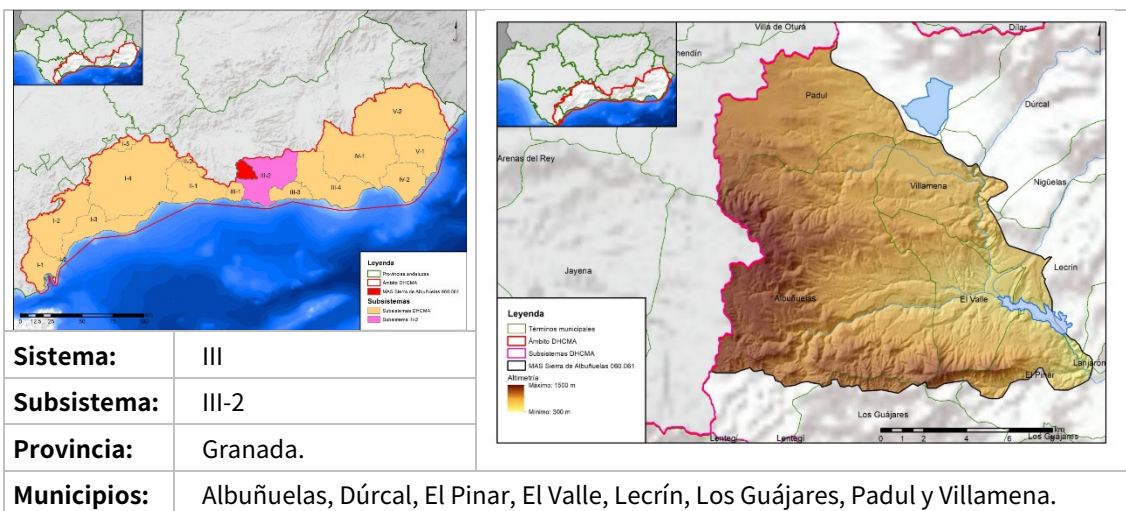 I-5
I-4
II-2
II-1
I-3
I-2
I-1
III-1
III-2
III-3
III-4
IV-1
IV-2
V-1
V-2
Leyenda
Provincias andaluzas
Ámbito DHCMA
MAS Sierra de Albuñuelas 060.061
Subsistemas
Subsistemas DHCMA
Subsistema III-2
0 12,5 25 50
Villa de Otura
Dílar
Padul
Dúrcal
Arenas del Rey
Villamena
Nigüelas
Jayena
Lecrín
Albuñuelas
El Valle
Lanjarón
El Pinar
Los Guájares
Lentegí
Lentegí
Los Guájares
Leyenda
Términos municipales
Ámbito DHCMA
Subsistemas DHCMA
MAS Sierra de Albuñuelas 060.061
Altimetría
Máximo: 1500 m
Mínimo: 300 m
0 1 2 4 6
Sistema: III
Subsistema: III-2
Provincia: Granada.
Municipios: Albuñuelas, Dúrcal, El Pinar, El Valle, Lecrín, Los Guájares, Padul y Villamena.